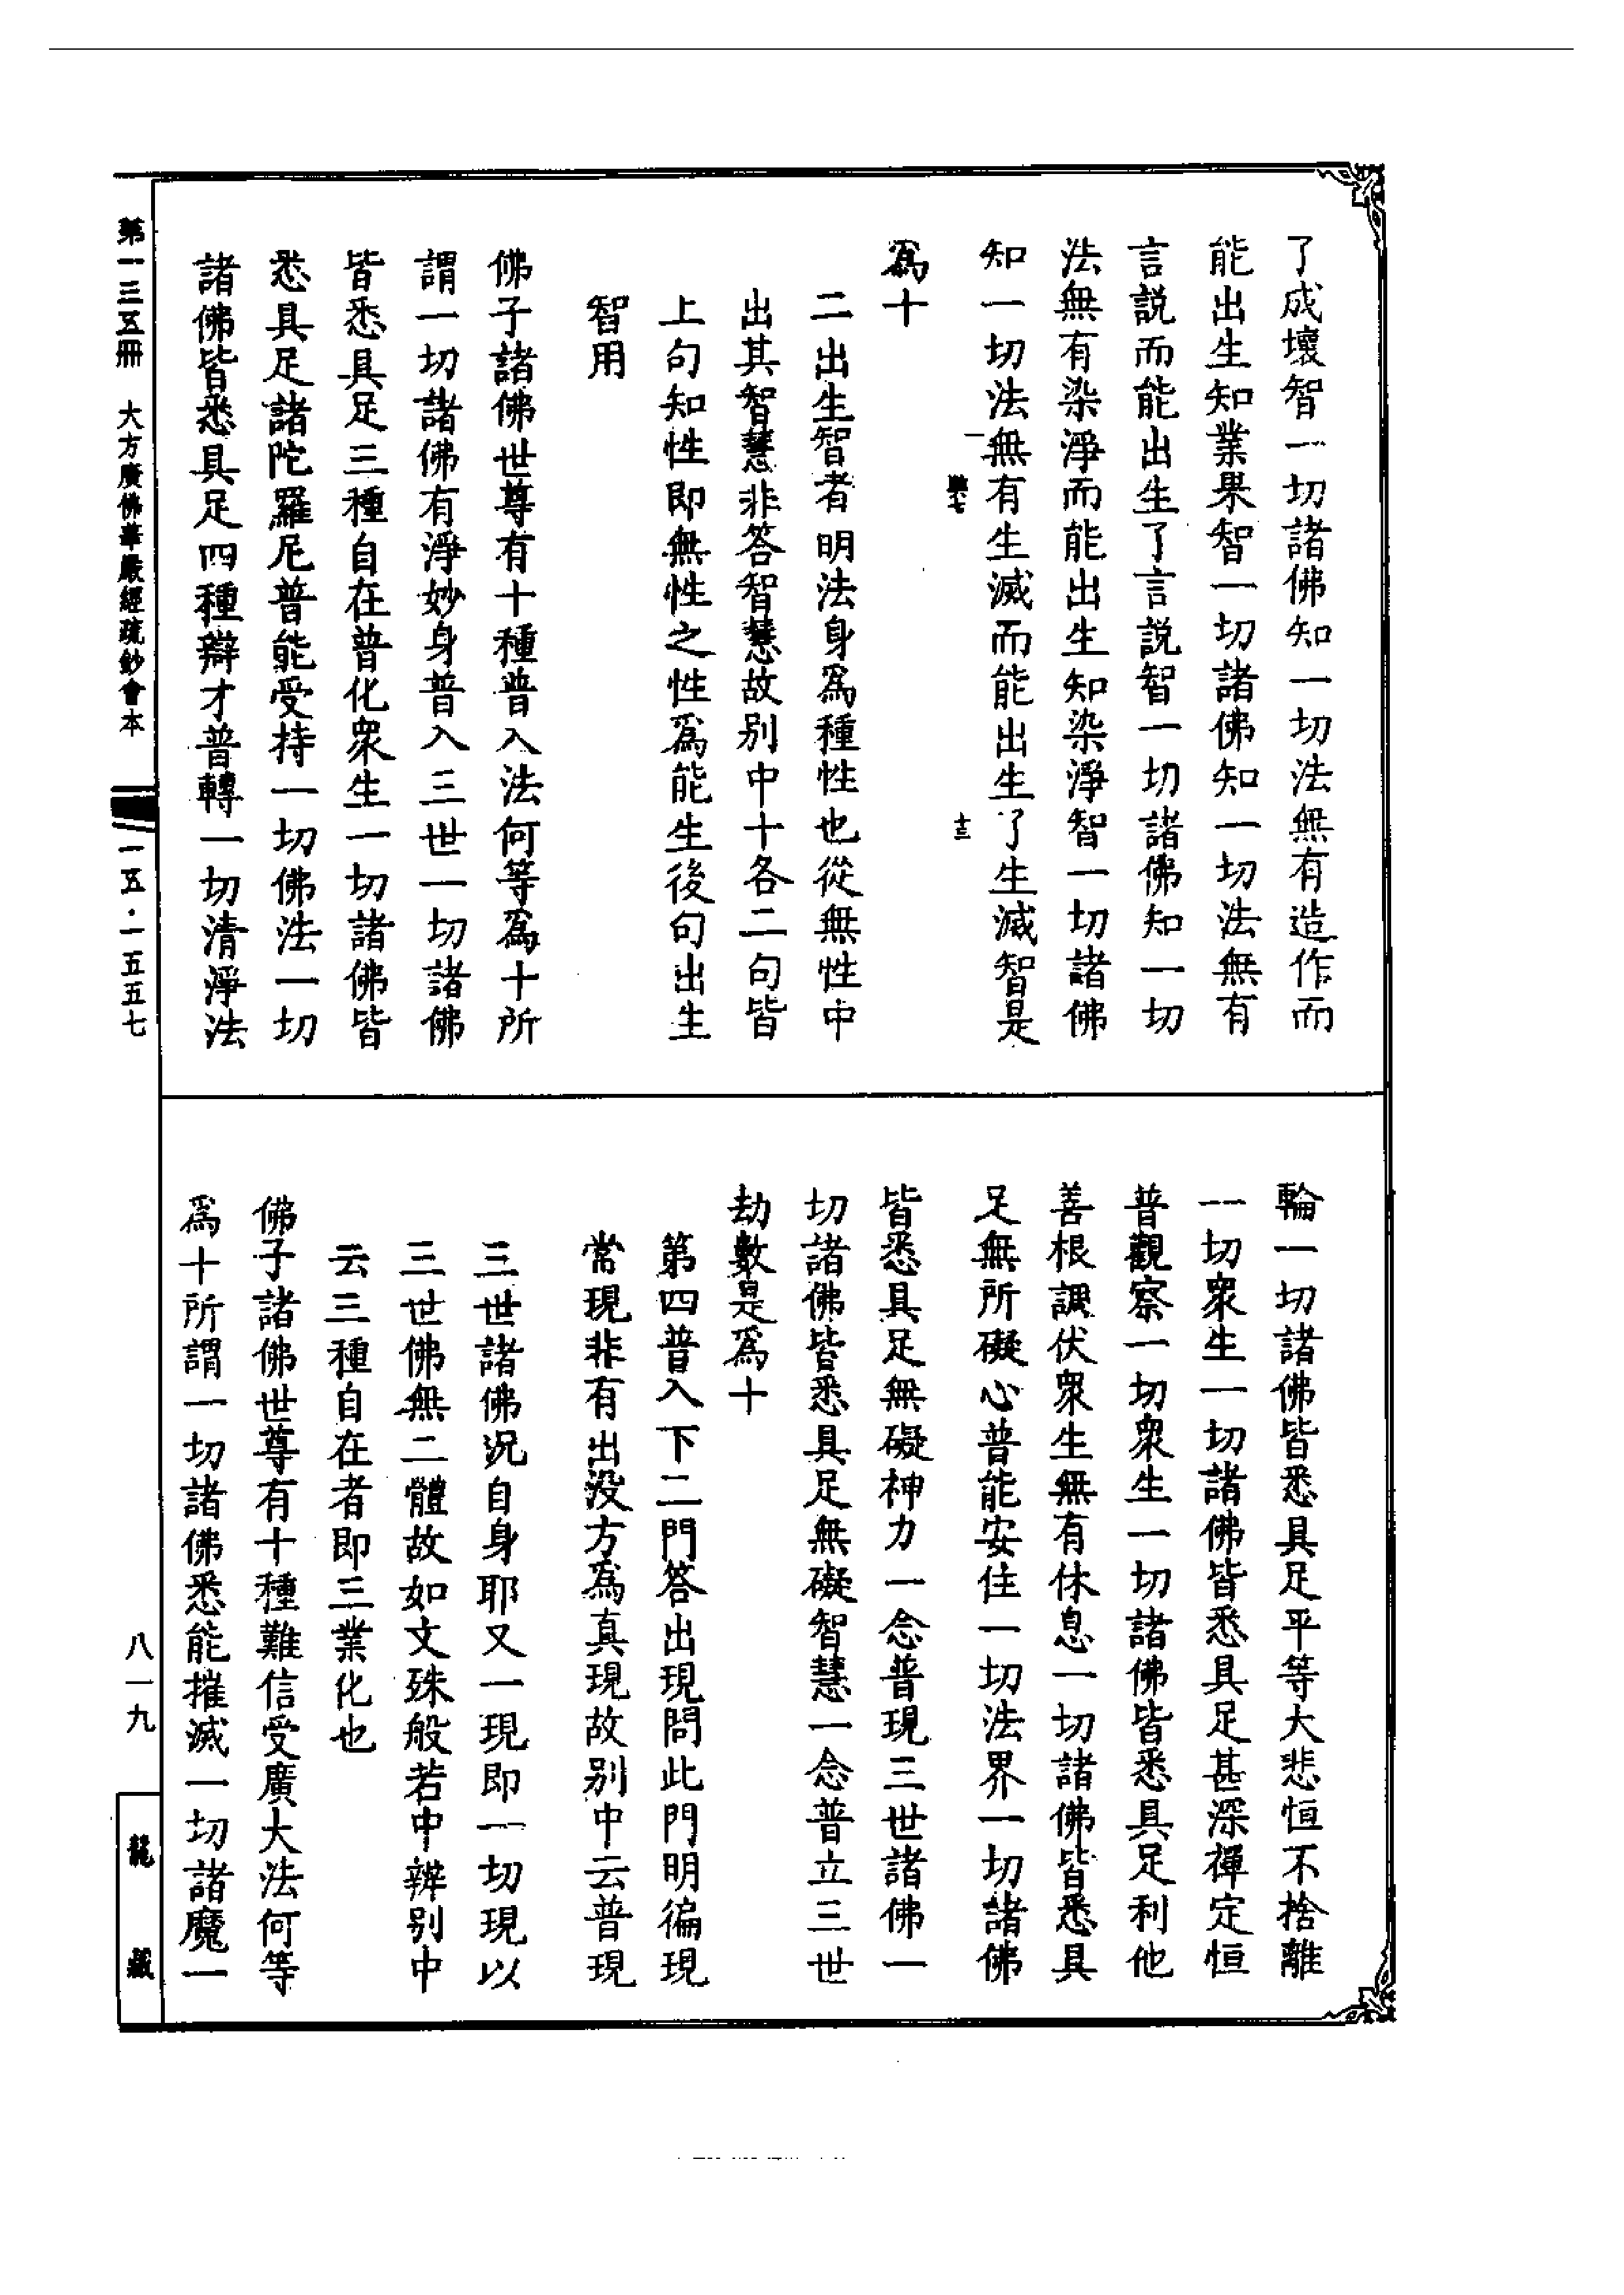 了成壞智一切諸佛知一切法無有造作而
能出生知業果智一切諸佛知一切法無有
言說而能出生了言說智一切諸佛知一切
法無有染淨而能出生知染淨智一切諸佛
知一切法無有生滅而能出生了生滅智是
十三
爲十
二出生智者明法身爲種性也從無性中
出其智慧非答智慧故別中十各二句皆
上句知性即無性之性爲能生後句出生
智用
佛子諸佛世尊有十種普入法何等爲十所
謂一切諸佛有淨妙身普入三世一切諸佛
皆悉具足三種自在普化衆生一切諸佛皆
悉具足諸陀羅尼普能受持一切佛法一切
諸佛皆悉具足四種辯才普轉一切清淨法
輪一切諸佛皆悉具足平等大悲恒不捨離
一切衆生一切諸佛皆悉具足甚深禪定恒
普觀察一切衆生一切諸佛皆悉具足利他
善根調伏衆生無有休息一切諸佛皆悉具
足無所礙心普能安住一切法界一切諸佛
皆悉具足無礙神力一念普現三世諸佛一
切諸佛皆悉具足無礙智慧一念普立三世
劫數是爲十
第四普入下二門答出現問此門明徧現
常現非有出没方爲真現故别中云普現
三世諸佛況自身耶又一現即一切現以
三世佛無二體故如文殊般若中辨别中
云三種自在者即三業化也
佛子諸佛世尊有十種難信受廣大法何等
爲十所謂一切諸佛悉能摧滅一切諸魔一
第一三五冊 大方廣佛華嚴經疏鈔會本
一五·一五五七
八一九
龍藏